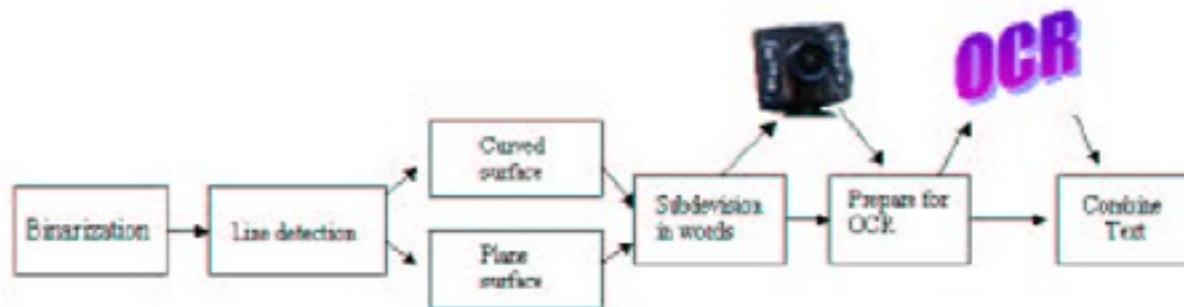 OCR
Curved
surface
Binarization
Line detection
Subdevision
in words
Prepare for
OCR
Combine
Text
Plane
surface